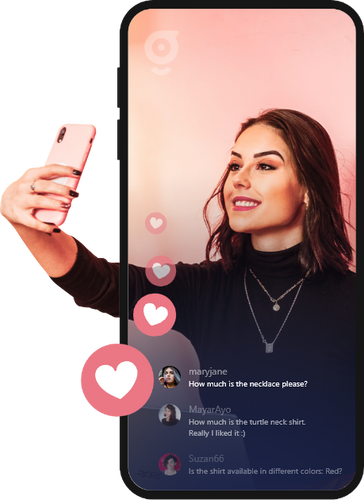 maryjane
How much is the necklace please?
MayarAyo
How much is the turtle neck shirt.
Really I liked it :)
Suzan66
Is the shirt available in different colors: Red?